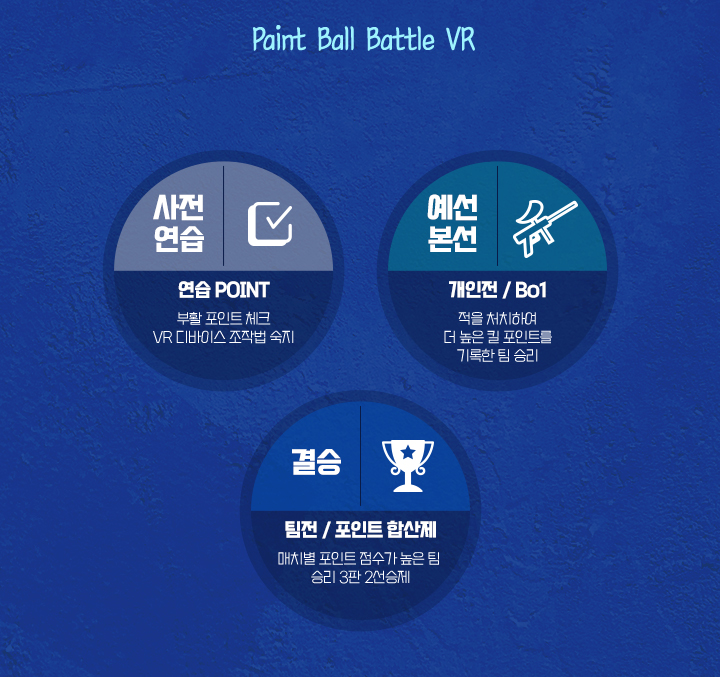 Paint Ball Battle VR
사전
연습
연습 POINT
부활 포인트 체크
VR 디바이스 조작법 숙지
예선
본선
개인전 / Bo1
적을 처치하여
더 높은 킬 포인트를
기록한 팀 승리
결승
팀전 / 포인트 합산제
매치별 포인트 점수가 높은 팀
승리 3판 2선승제